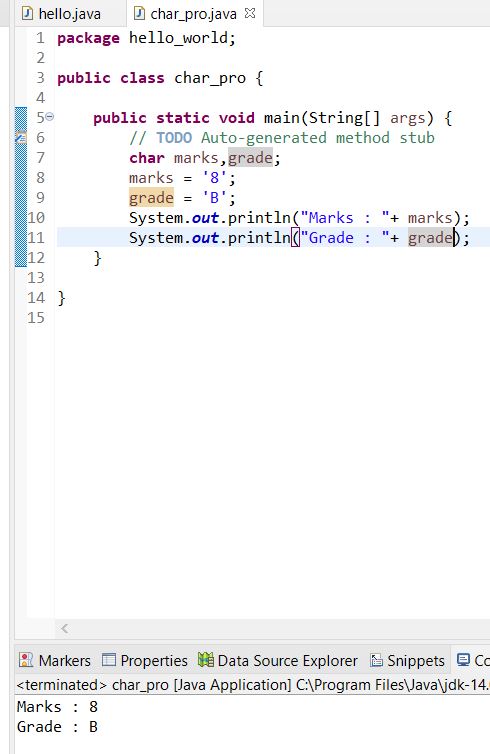 hello.java char_pro.java
1 package hello_world;
2
3 public class char_pro {
4
5 public static void main(String[] args) {
6 // TODO Auto-generated method stub
7 char marks,grade;
8 marks = '8';
9 grade = 'B';
10 System.out.println("Marks : "+ marks);
11 System.out.println("Grade : "+ grade);
12 }
13
14 }
15
Markers Properties Data Source Explorer Snippets Co
<terminated> char_pro [Java Application] C:\Program Files\Java\jdk-14.
Marks : 8
Grade : B